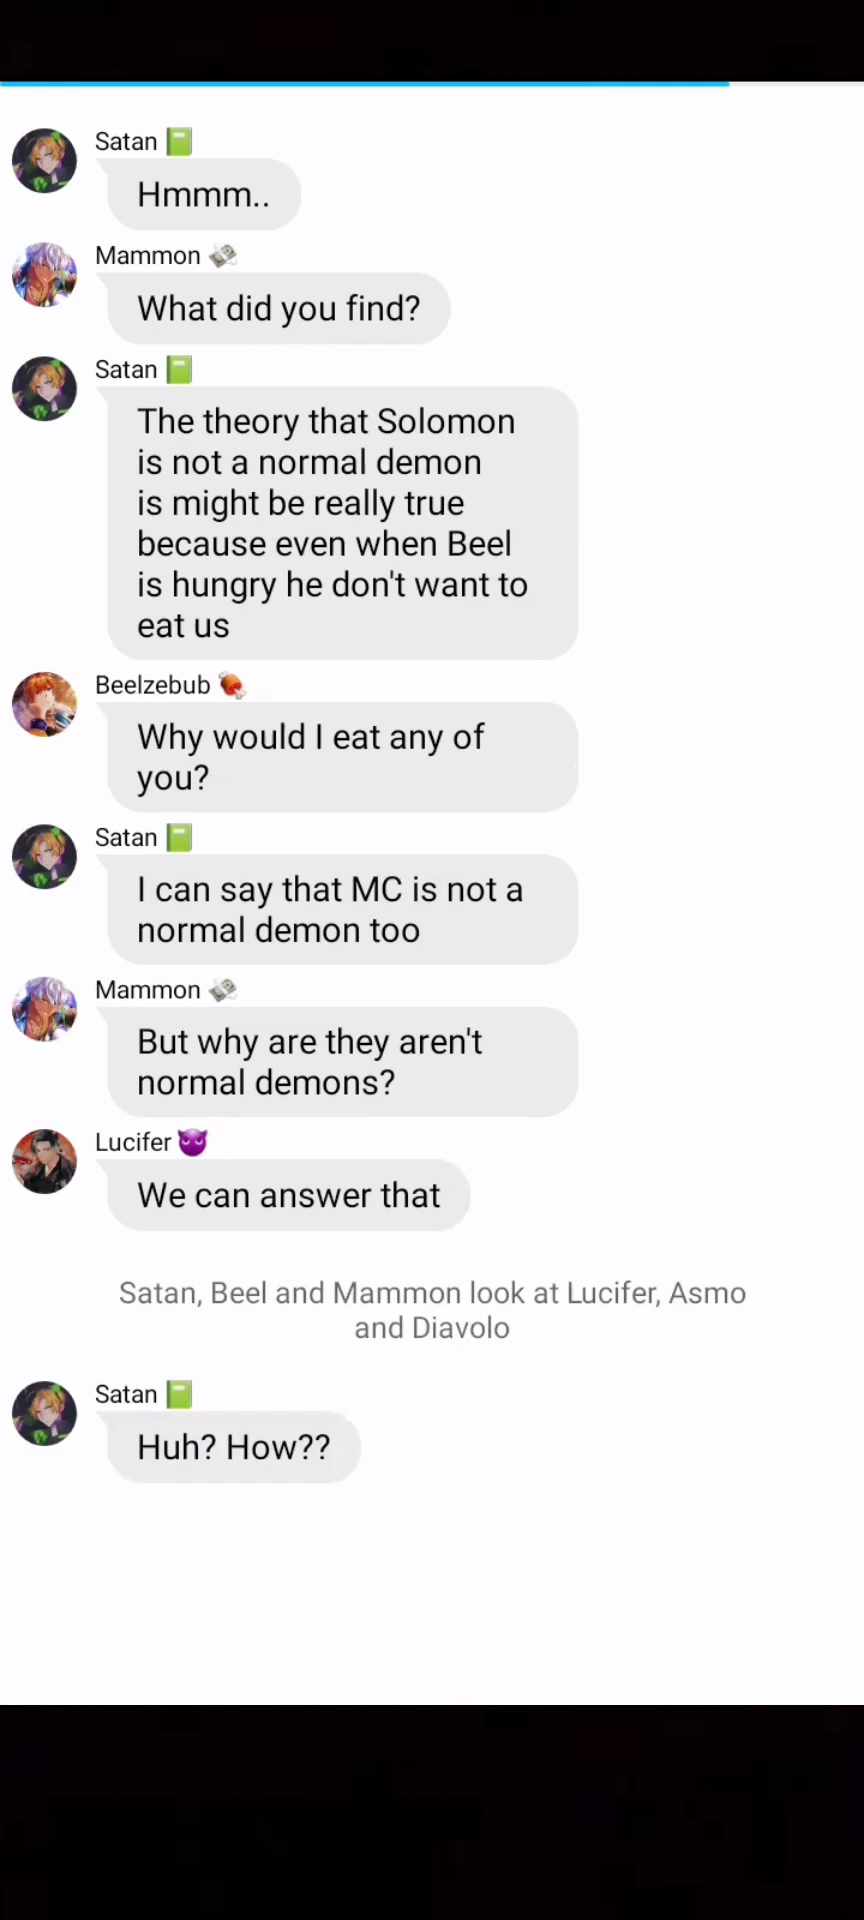 Satan 📗
Hmmm..
Mammon 💸
What did you find?
Satan 📗
The theory that Solomon
is not a normal demon
is might be really true
because even when Beel
is hungry he don't want to
eat us
Beelzebub 🍖
Why would I eat any of
you?
Satan 📗
I can say that MC is not a
normal demon too
Mammon 💸
But why are they aren't
normal demons?
Lucifer 😈
We can answer that
Satan, Beel and Mammon look at Lucifer, Asmo
and Diavolo
Satan 📗
Huh? How??